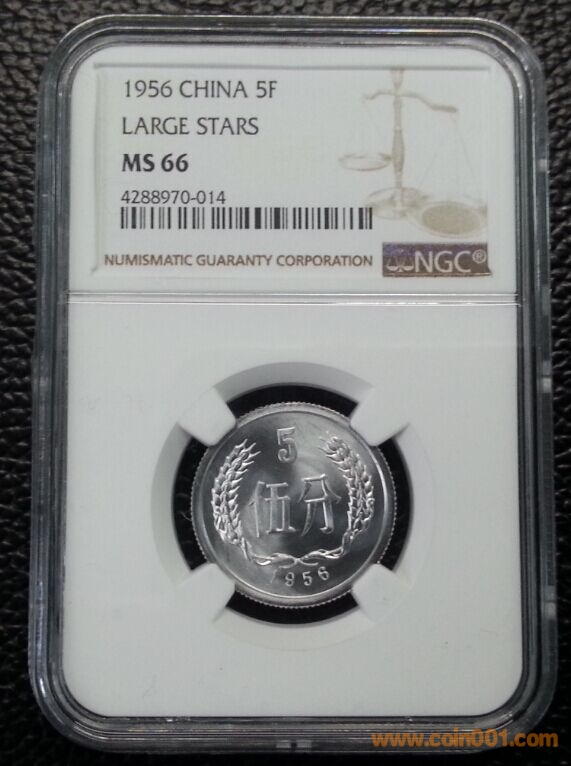 1956 CHINA 5F
LARGE STARS
MS 66
4288970-014
NUMISMATIC GUARANTY CORPORATION
NGC®
5
伍分
1956
www.coin001.com